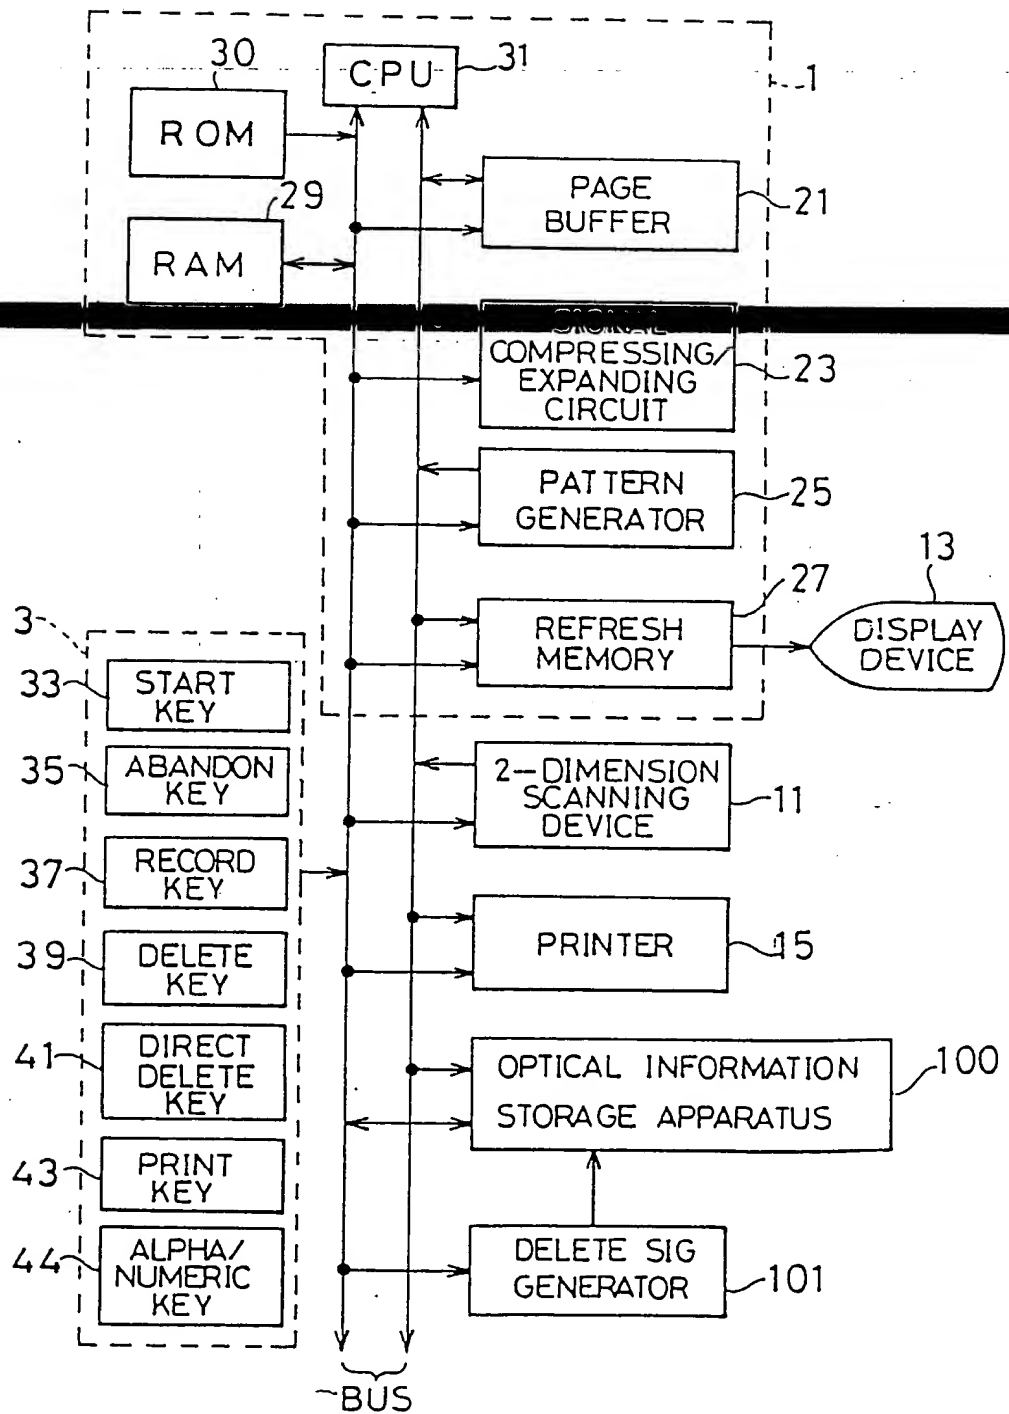 30
CPU
31
1
ROM
PAGE
BUFFER
21
29
RAM
SIGNAL
COMPRESSING/
EXPANDING
CIRCUIT
23
PATTERN
GENERATOR
25
13
27
REFRESH
MEMORY
DISPLAY
DEVICE
3
33
START
KEY
35
ABANDON
KEY
2-DIMENSION
SCANNING
DEVICE
11
37
RECORD
KEY
39
DELETE
KEY
PRINTER
15
41
DIRECT
DELETE
KEY
OPTICAL INFORMATION
STORAGE APPARATUS
100
43
PRINT
KEY
44
ALPHA/
NUMERIC
KEY
DELETE SIG
GENERATOR
101
BUS